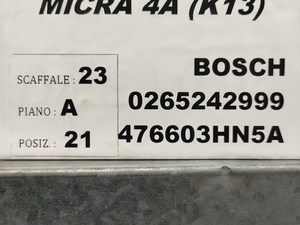 MICRA 4A (K13)
SCAFFALE : 23
PIANO : A
POSIZ. : 21
BOSCH
0265242999
476603HN5A